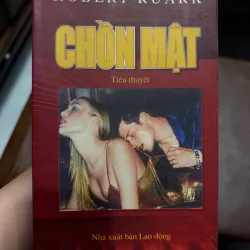 ROBERT RUARK
CHỒN MẬT
Tiểu thuyết
Nhà xuất bản Lao động